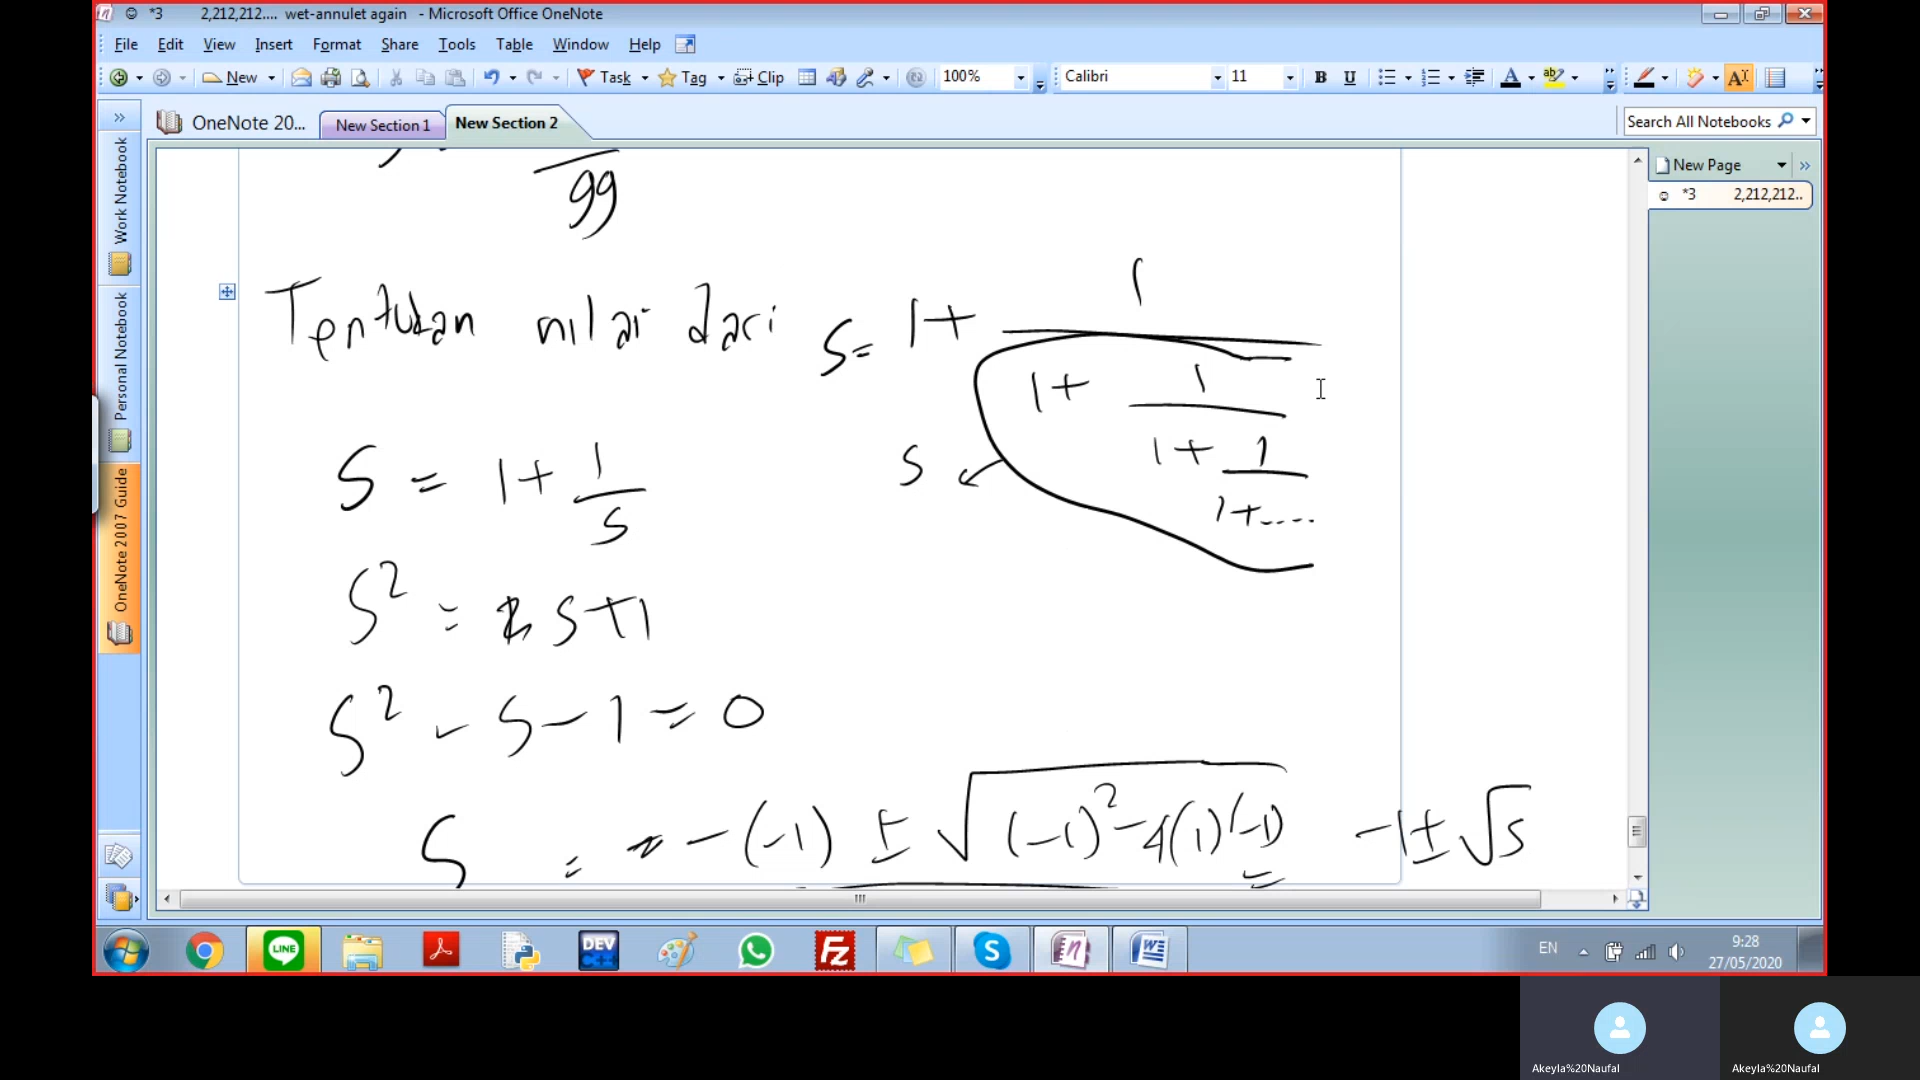 *3 2,212,212.... wet-annulet again - Microsoft Office OneNote
File Edit View Insert Format Share Tools Table Window Help
New Task Tag Clip 100% Calibri 11 B U
OneNote 20... New Section 1 New Section 2
Search All Notebooks
New Page
*3 2,212,212..
Work Notebook
Personal Notebook
OneNote 2007 Guide
99
Tentukan nilai dari S = 1 + 1
1 + 1
1 + 1
1 + ....
S
S = 1 + 1/S
S² = S + 1
S² - S - 1 = 0
S = -(-1) ± √(-1)² - 4(1)(-1) -1 ± √5
LINE
DEV C++
EN
9:28
27/05/2020
Akeyla%20Naufal
Akeyla%20Naufal